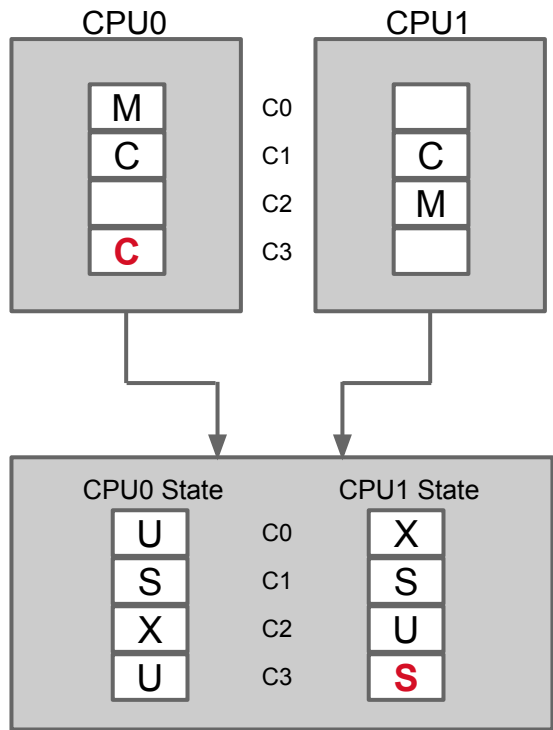 CPU0 CPU1
M C0
C C1 C
C2 M
C C3
CPU0 State CPU1 State
U C0 X
S C1 S
X C2 U
U C3 S